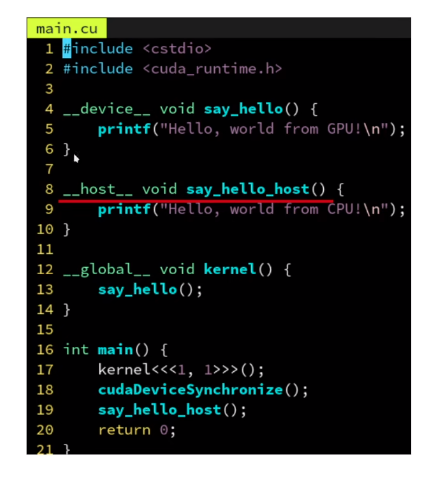 main.cu
1 #include <cstdio>
2 #include <cuda_runtime.h>
3
4 __device__ void say_hello() {
5     printf("Hello, world from GPU!\n");
6 }
7
8 __host__ void say_hello_host() {
9     printf("Hello, world from CPU!\n");
10 }
11
12 __global__ void kernel() {
13     say_hello();
14 }
15
16 int main() {
17     kernel<<<1, 1>>>();
18     cudaDeviceSynchronize();
19     say_hello_host();
20     return 0;
21 }